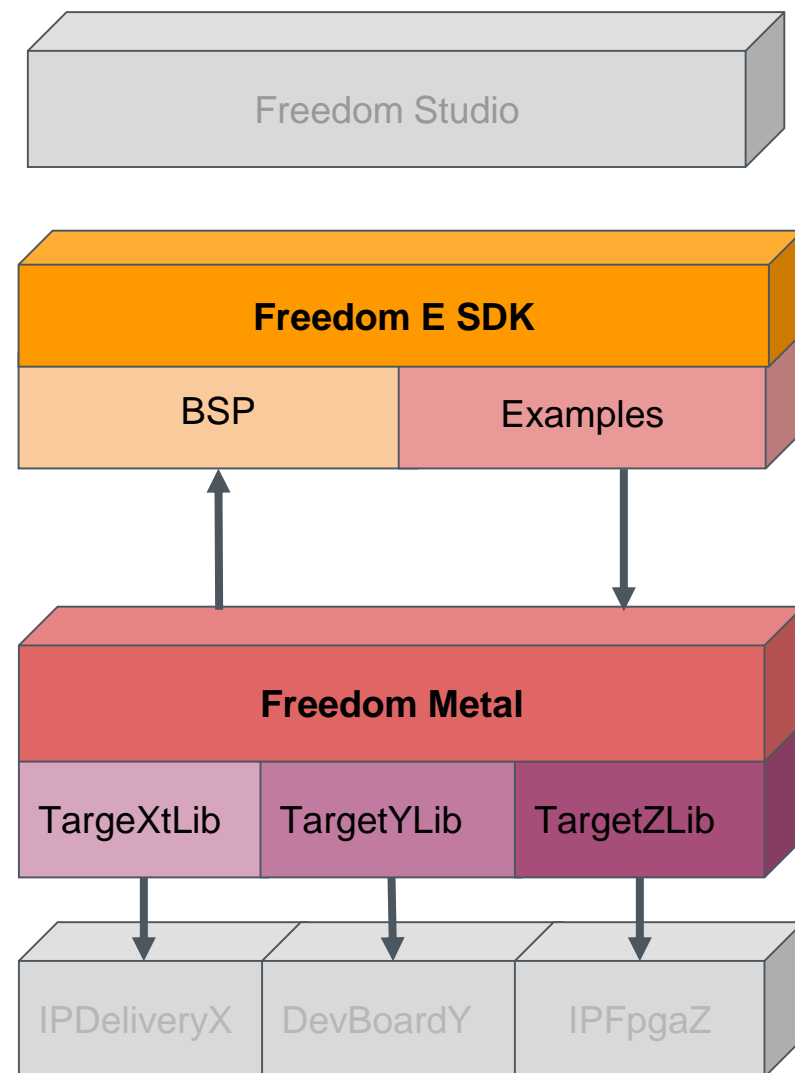 Freedom Studio
Freedom E SDK
BSP
Examples
Freedom Metal
TargeXtLib
TargetYLib
TargetZLib
IPDeliveryX
DevBoardY
IPFpgaZ